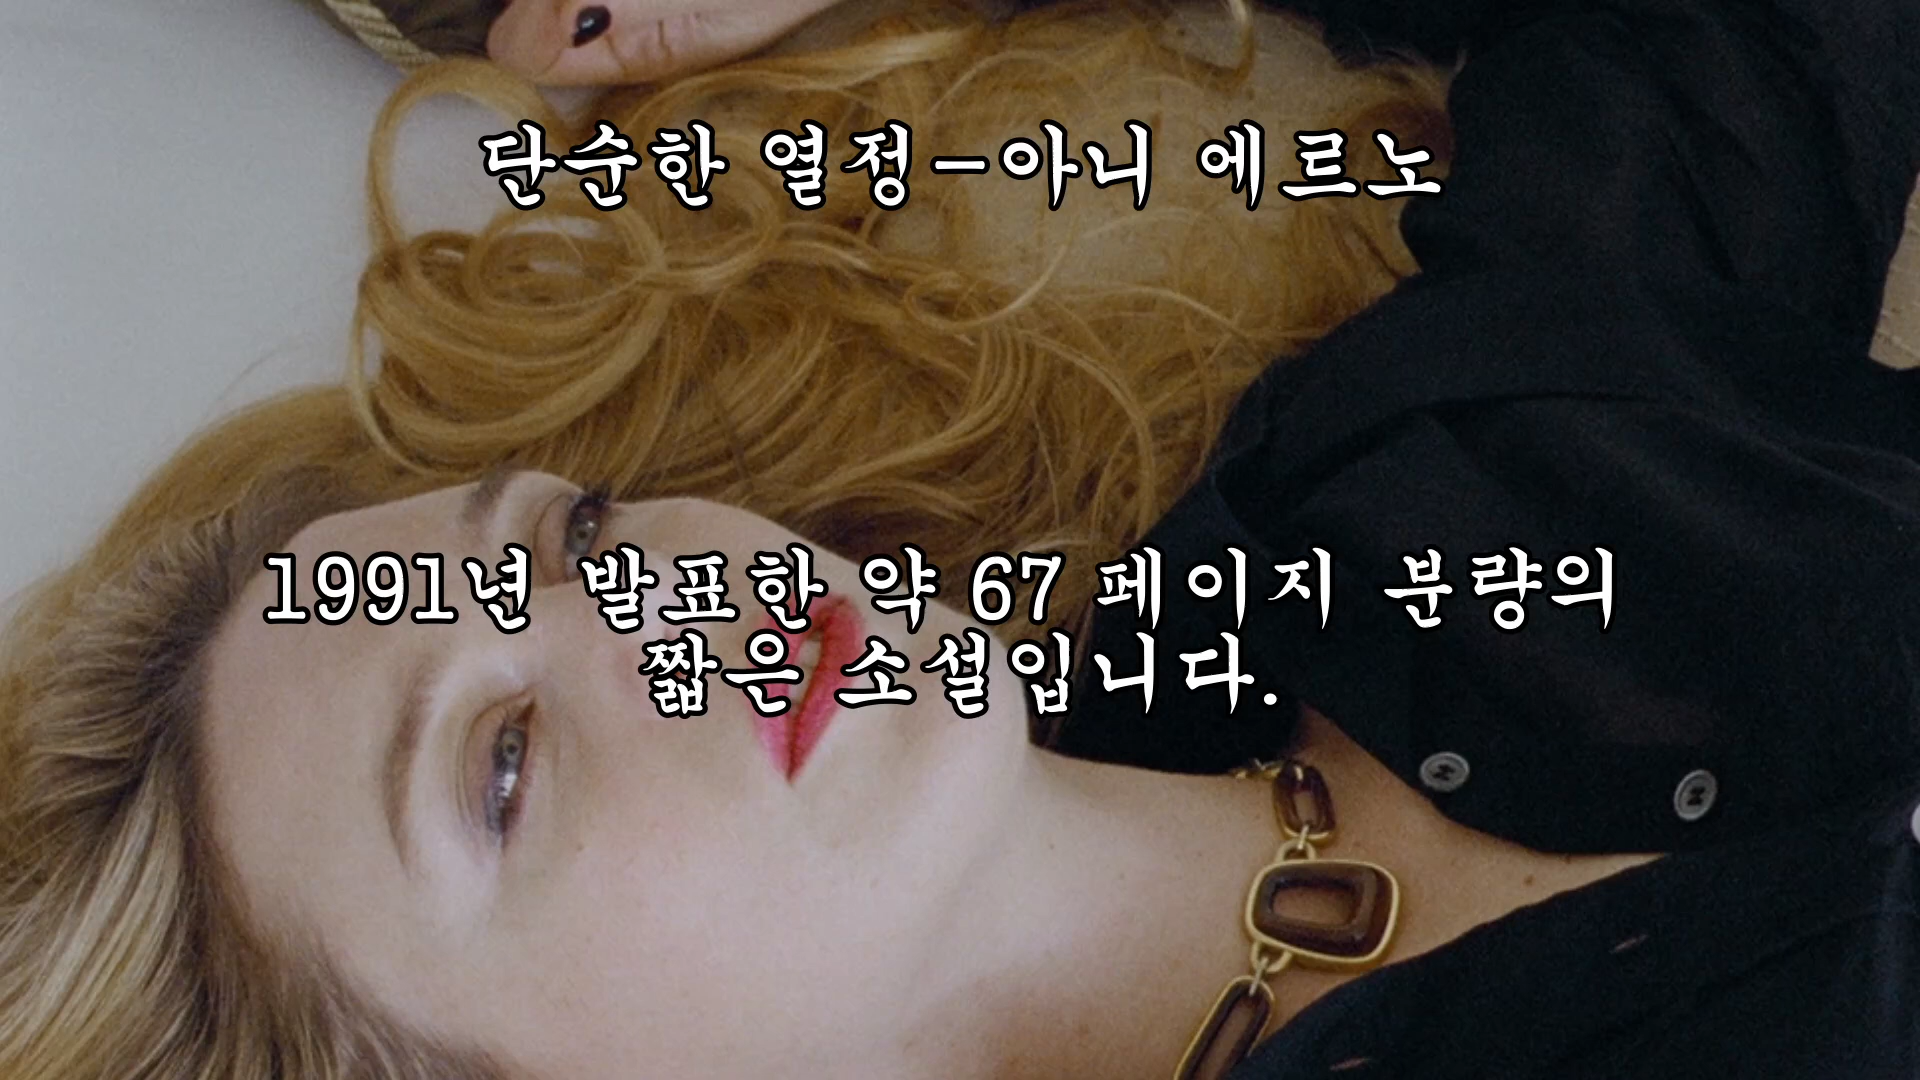 단순한 열정-아니 에르노
1991년 발표한 약 67 페이지 분량의
짧은 소설입니다.